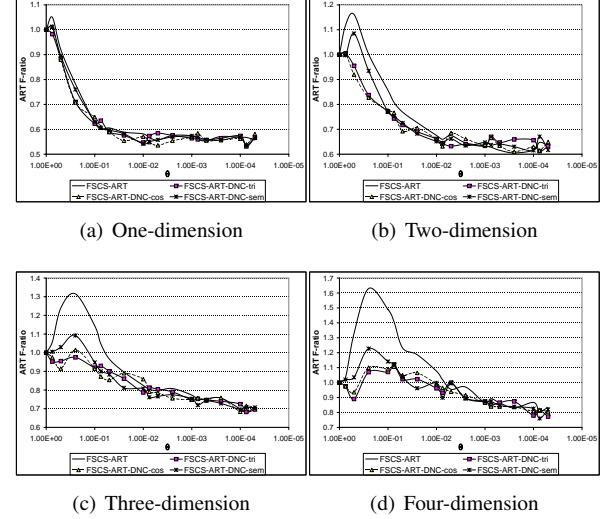 1.1
1.0
0.9
0.8
0.7
0.6
0.5
ART F-ratio
1.00E+00 1.00E-01 1.00E-02 1.00E-03 1.00E-04 1.00E-05
θ
FSCS-ART FSCS-ART-DNC-tri
FSCS-ART-DNC-cos FSCS-ART-DNC-sem
(a) One-dimension
1.2
1.1
1.0
0.9
0.8
0.7
0.6
ART F-ratio
1.00E+00 1.00E-01 1.00E-02 1.00E-03 1.00E-04 1.00E-05
θ
FSCS-ART FSCS-ART-DNC-tri
FSCS-ART-DNC-cos FSCS-ART-DNC-sem
(b) Two-dimension
1.4
1.3
1.2
1.1
1.0
0.9
0.8
0.7
0.6
ART F-ratio
1.00E+00 1.00E-01 1.00E-02 1.00E-03 1.00E-04 1.00E-05
θ
FSCS-ART FSCS-ART-DNC-tri
FSCS-ART-DNC-cos FSCS-ART-DNC-sem
(c) Three-dimension
1.7
1.6
1.5
1.4
1.3
1.2
1.1
1.0
0.9
0.8
0.7
ART F-ratio
1.00E+00 1.00E-01 1.00E-02 1.00E-03 1.00E-04 1.00E-05
θ
FSCS-ART FSCS-ART-DNC-tri
FSCS-ART-DNC-cos FSCS-ART-DNC-sem
(d) Four-dimension